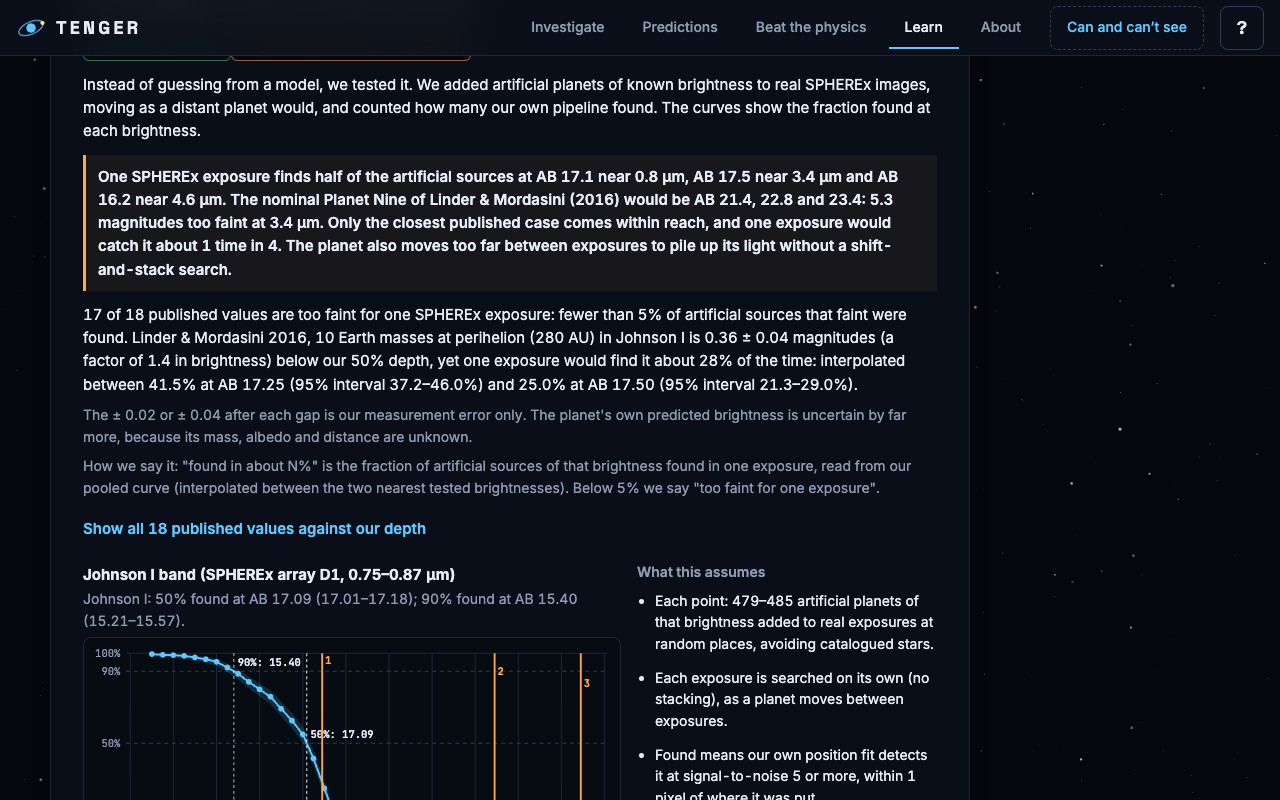 TENGER
Investigate
Predictions
Beat the physics
Learn
About
Can and can’t see
?
Instead of guessing from a model, we tested it. We added artificial planets of known brightness to real SPHEREx images,
moving as a distant planet would, and counted how many our own pipeline found. The curves show the fraction found at
each brightness.
One SPHEREx exposure finds half of the artificial sources at AB 17.1 near 0.8 µm, AB 17.5 near 3.4 µm and AB
16.2 near 4.6 µm. The nominal Planet Nine of Linder & Mordasini (2016) would be AB 21.4, 22.8 and 23.4: 5.3
magnitudes too faint at 3.4 µm. Only the closest published case comes within reach, and one exposure would
catch it about 1 time in 4. The planet also moves too far between exposures to pile up its light without a shift-
and-stack search.
17 of 18 published values are too faint for one SPHEREx exposure: fewer than 5% of artificial sources that faint were
found. Linder & Mordasini 2016, 10 Earth masses at perihelion (280 AU) in Johnson I is 0.36 ± 0.04 magnitudes (a
factor of 1.4 in brightness) below our 50% depth, yet one exposure would find it about 28% of the time: interpolated
between 41.5% at AB 17.25 (95% interval 37.2–46.0%) and 25.0% at AB 17.50 (95% interval 21.3–29.0%).
The ± 0.02 or ± 0.04 after each gap is our measurement error only. The planet's own predicted brightness is uncertain by far
more, because its mass, albedo and distance are unknown.
How we say it: "found in about N%" is the fraction of artificial sources of that brightness found in one exposure, read from our
pooled curve (interpolated between the two nearest tested brightnesses). Below 5% we say "too faint for one exposure".
Show all 18 published values against our depth
Johnson I band (SPHEREx array D1, 0.75–0.87 µm)
Johnson I: 50% found at AB 17.09 (17.01–17.18); 90% found at AB 15.40
(15.21–15.57).
100%
90%
50%
90%: 15.40
50%: 17.09
1
2
3
What this assumes
• Each point: 479–485 artificial planets of
that brightness added to real exposures at
random places, avoiding catalogued stars.
• Each exposure is searched on its own (no
stacking), as a planet moves between
exposures.
• Found means our own position fit detects
it at signal-to-noise 5 or more, within 1
pixel of where it was put.